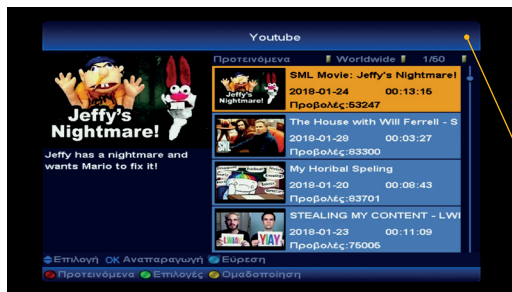 Youtube
Προτεινόμενα Worldwide 1/50
Jeffy's
Nightmare!
Jeffy has a nightmare and
wants Mario to fix it!
Jeffy's
Nightmare!
SML Movie: Jeffy's Nightmare!
2018-01-24 00:13:15
Προβολές:53247
The House with Will Ferrell - S
2018-01-28 00:03:27
Προβολές:83300
My Horibal Speling
2018-01-20 00:08:43
Προβολές:83701
STEALING MY CONTENT - LWI
2018-01-23 00:11:09
Προβολές:75005
Επιλογή OK Αναπαραγωγή Εύρεση
Προτεινόμενα Επιλογές Ομαδοποίηση